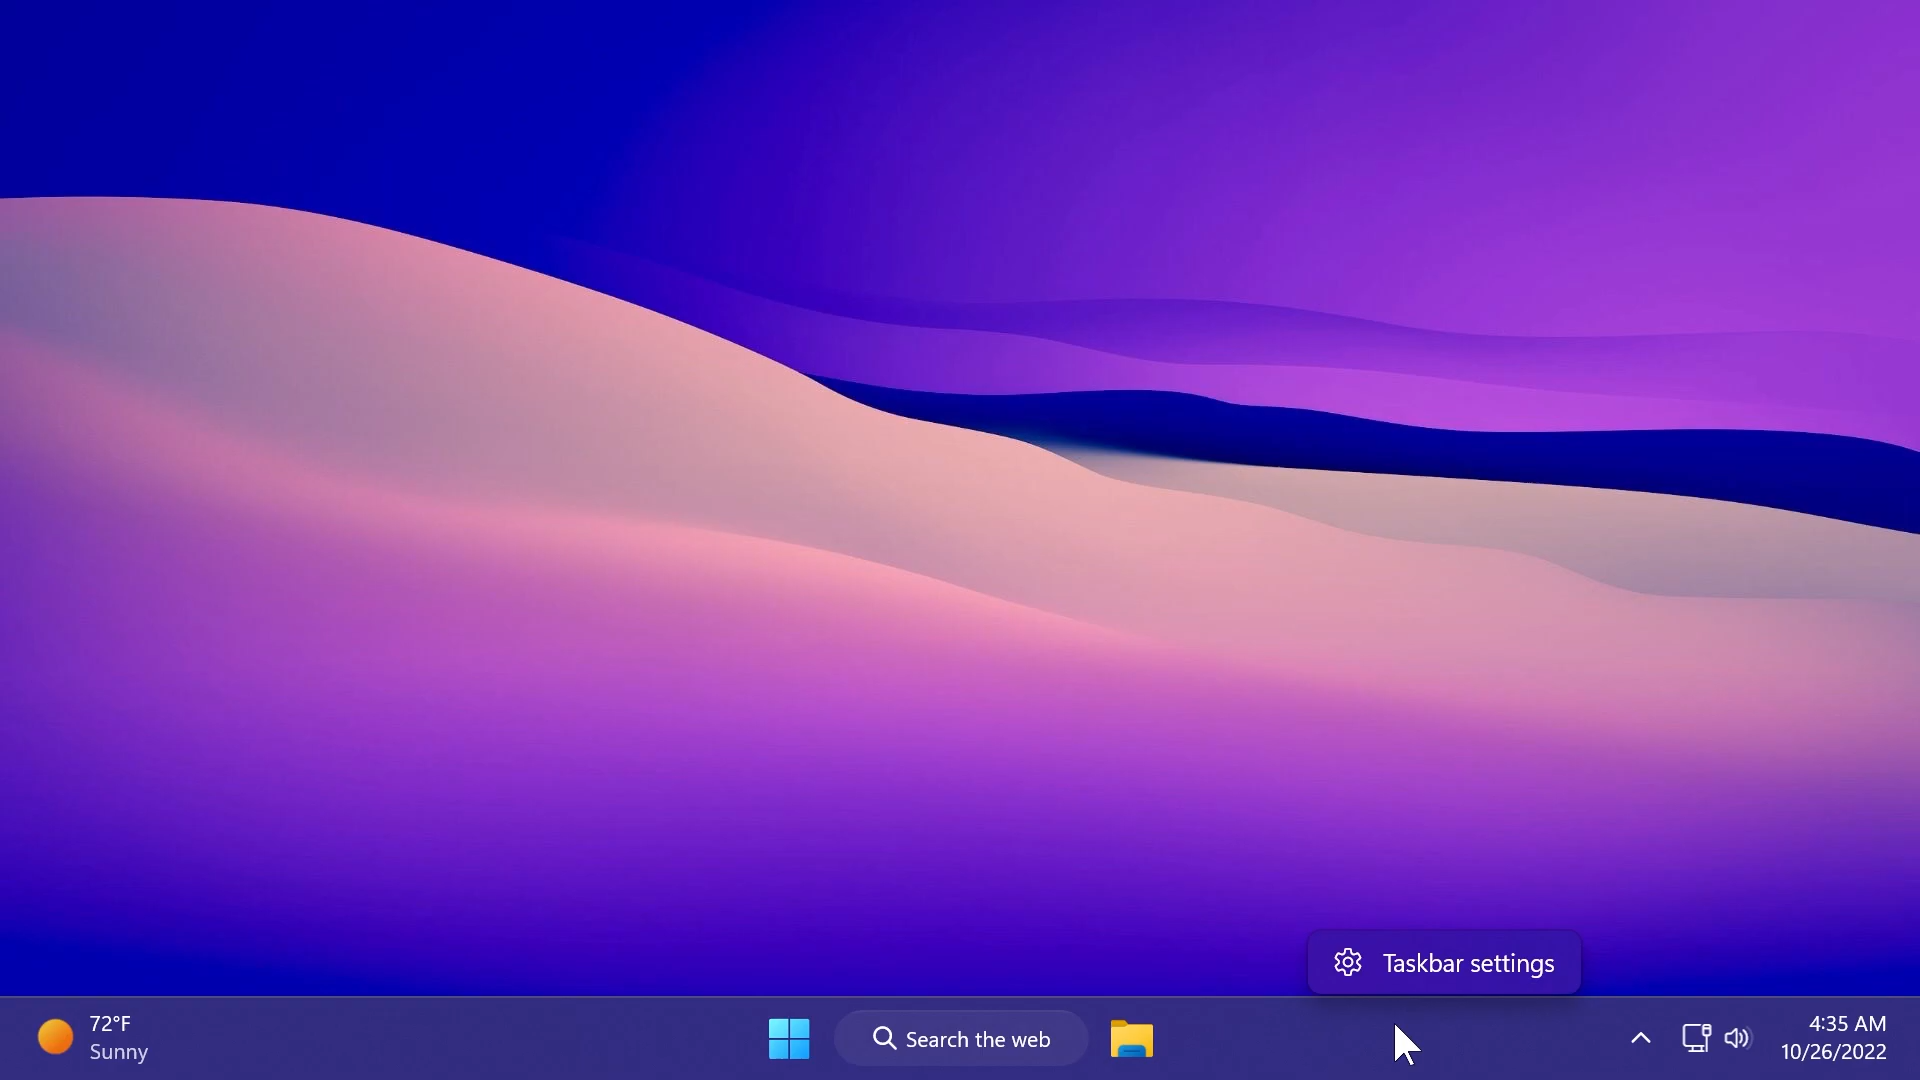 Taskbar settings
72°F
Sunny
Search the web
4:35 AM
10/26/2022